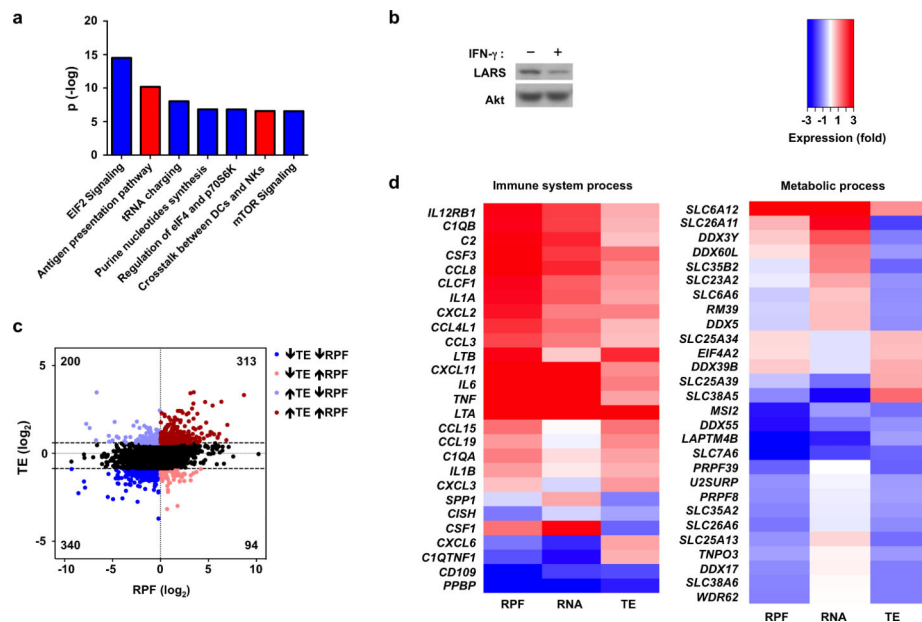 a
p (-log)
20
15
10
5
0
EIF2 Signaling
Antigen presentation pathway
tRNA charging
Purine nucleotides synthesis
Regulation of eIF4 and p70S6K
Crosstalk between DCs and NKs
mTOR Signaling
b
IFN-γ : − +
LARS
Akt
-3 -1 1 3
Expression (fold)
c
TE (log2)
5
0
-5
200 313
340 94
-10 -5 0 5 10
RPF (log2)
↓TE ↓RPF
↓TE ↑RPF
↑TE ↓RPF
↑TE ↑RPF
d
Immune system process
IL12RB1
C1QB
C2
CSF3
CCL8
CLCF1
IL1A
CXCL2
CCL4L1
CCL3
LTB
CXCL11
IL6
TNF
LTA
CCL15
CCL19
C1QA
IL1B
CXCL3
SPP1
CISH
CSF1
CXCL6
C1QTNF1
CD109
PPBP
RPF RNA TE
Metabolic process
SLC6A12
SLC26A11
DDX3Y
DDX60L
SLC35B2
SLC23A2
SLC6A6
RM39
DDX5
SLC25A34
EIF4A2
DDX39B
SLC25A39
SLC38A5
MSI2
DDX55
LAPTM4B
SLC7A6
PRPF39
U2SURP
PRPF8
SLC35A2
SLC26A6
SLC25A13
TNPO3
DDX17
SLC38A6
WDR62
RPF RNA TE